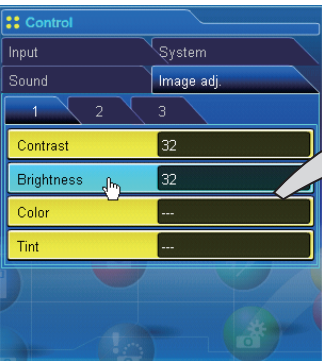 Control
Input System
Sound Image adj.
1 2 3
Contrast 32
Brightness 32
Color ---
Tint ---